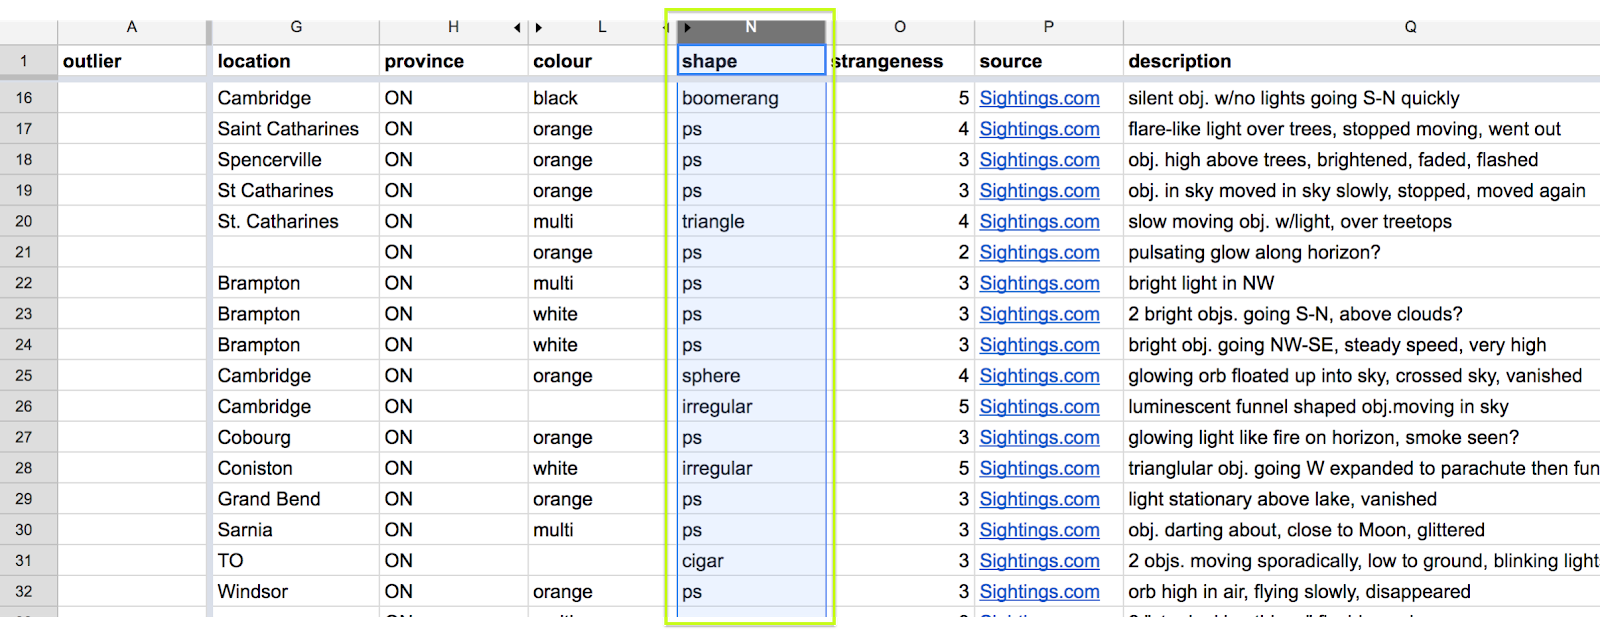 A G H L N O P Q
1 outlier location province colour shape strangeness source description
16 Cambridge ON black boomerang 5 Sightings.com silent obj. w/no lights going S-N quickly
17 Saint Catharines ON orange ps 4 Sightings.com flare-like light over trees, stopped moving, went out
18 Spencerville ON orange ps 3 Sightings.com obj. high above trees, brightened, faded, flashed
19 St Catharines ON orange ps 3 Sightings.com obj. in sky moved in sky slowly, stopped, moved again
20 St. Catharines ON multi triangle 4 Sightings.com slow moving obj. w/light, over treetops
21 ON orange ps 2 Sightings.com pulsating glow along horizon?
22 Brampton ON multi ps 3 Sightings.com bright light in NW
23 Brampton ON white ps 3 Sightings.com 2 bright objs. going S-N, above clouds?
24 Brampton ON white ps 3 Sightings.com bright obj. going NW-SE, steady speed, very high
25 Cambridge ON orange sphere 4 Sightings.com glowing orb floated up into sky, crossed sky, vanished
26 Cambridge ON irregular 5 Sightings.com luminescent funnel shaped obj.moving in sky
27 Cobourg ON orange ps 3 Sightings.com glowing light like fire on horizon, smoke seen?
28 Coniston ON white irregular 5 Sightings.com trianglular obj. going W expanded to parachute then fun
29 Grand Bend ON orange ps 3 Sightings.com light stationary above lake, vanished
30 Sarnia ON multi ps 3 Sightings.com obj. darting about, close to Moon, glittered
31 TO ON cigar 3 Sightings.com 2 objs. moving sporadically, low to ground, blinking light
32 Windsor ON orange ps 3 Sightings.com orb high in air, flying slowly, disappeared